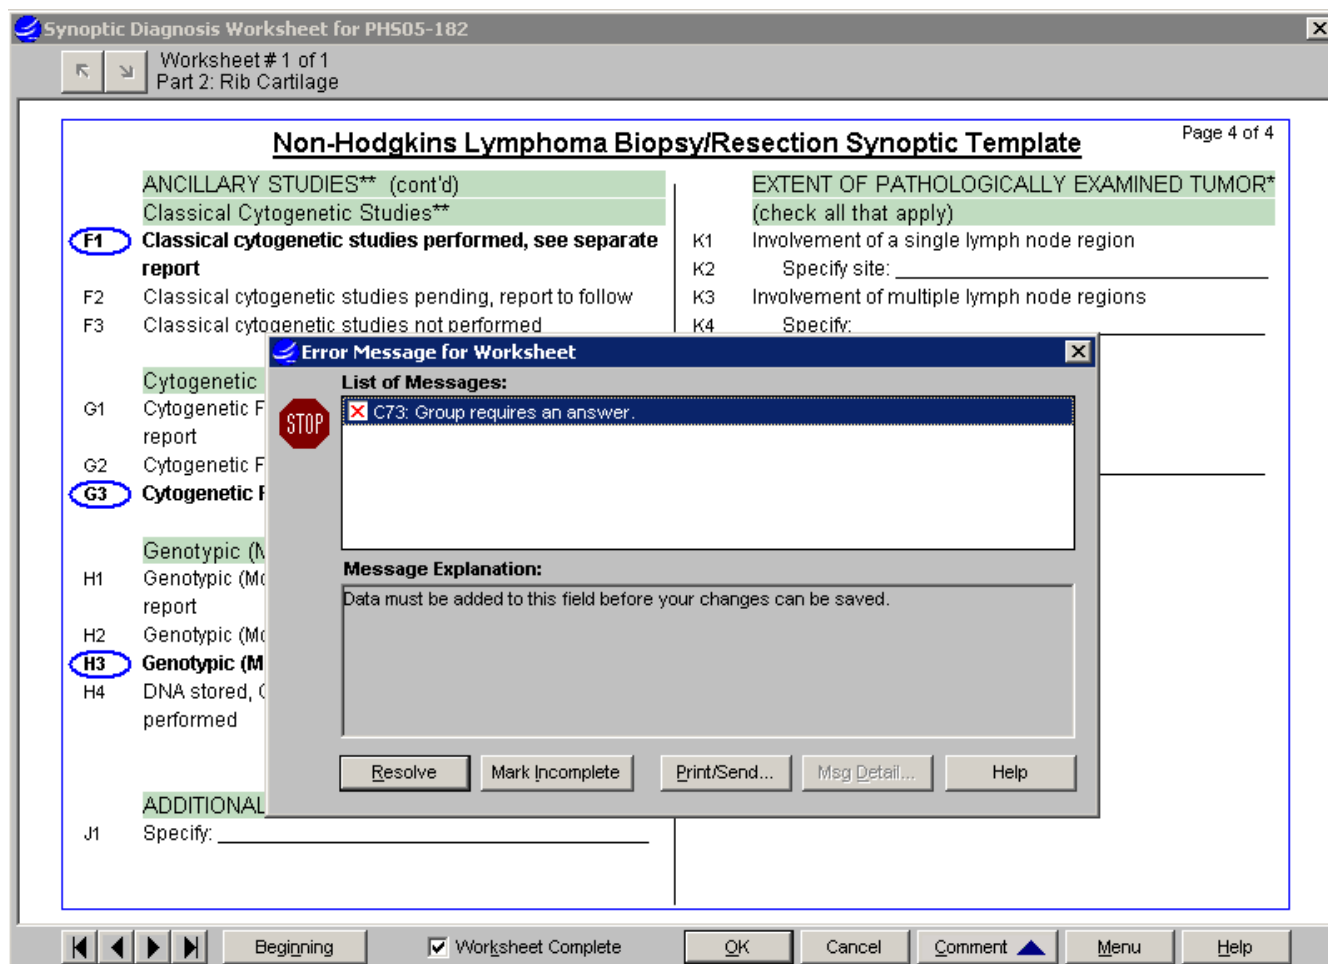 Synoptic Diagnosis Worksheet for PHS05-182
Worksheet # 1 of 1
Part 2: Rib Cartilage
Non-Hodgkins Lymphoma Biopsy/Resection Synoptic Template
Page 4 of 4
ANCILLARY STUDIES** (cont'd)
Classical Cytogenetic Studies**
F1 Classical cytogenetic studies performed, see separate
report
F2 Classical cytogenetic studies pending, report to follow
F3 Classical cytogenetic studies not performed
Cytogenetic
G1 Cytogenetic F
report
G2 Cytogenetic F
G3 Cytogenetic F
Genotypic (M
H1 Genotypic (Mo
report
H2 Genotypic (Mo
H3 Genotypic (M
H4 DNA stored, G
performed
ADDITIONAL
J1 Specify:
EXTENT OF PATHOLOGICALLY EXAMINED TUMOR*
(check all that apply)
K1 Involvement of a single lymph node region
K2 Specify site:
K3 Involvement of multiple lymph node regions
K4 Specify:
Error Message for Worksheet
List of Messages:
STOP
C73: Group requires an answer.
Message Explanation:
Data must be added to this field before your changes can be saved.
Resolve Mark Incomplete Print/Send... Msg Detail... Help
Beginning Worksheet Complete OK Cancel Comment Menu Help